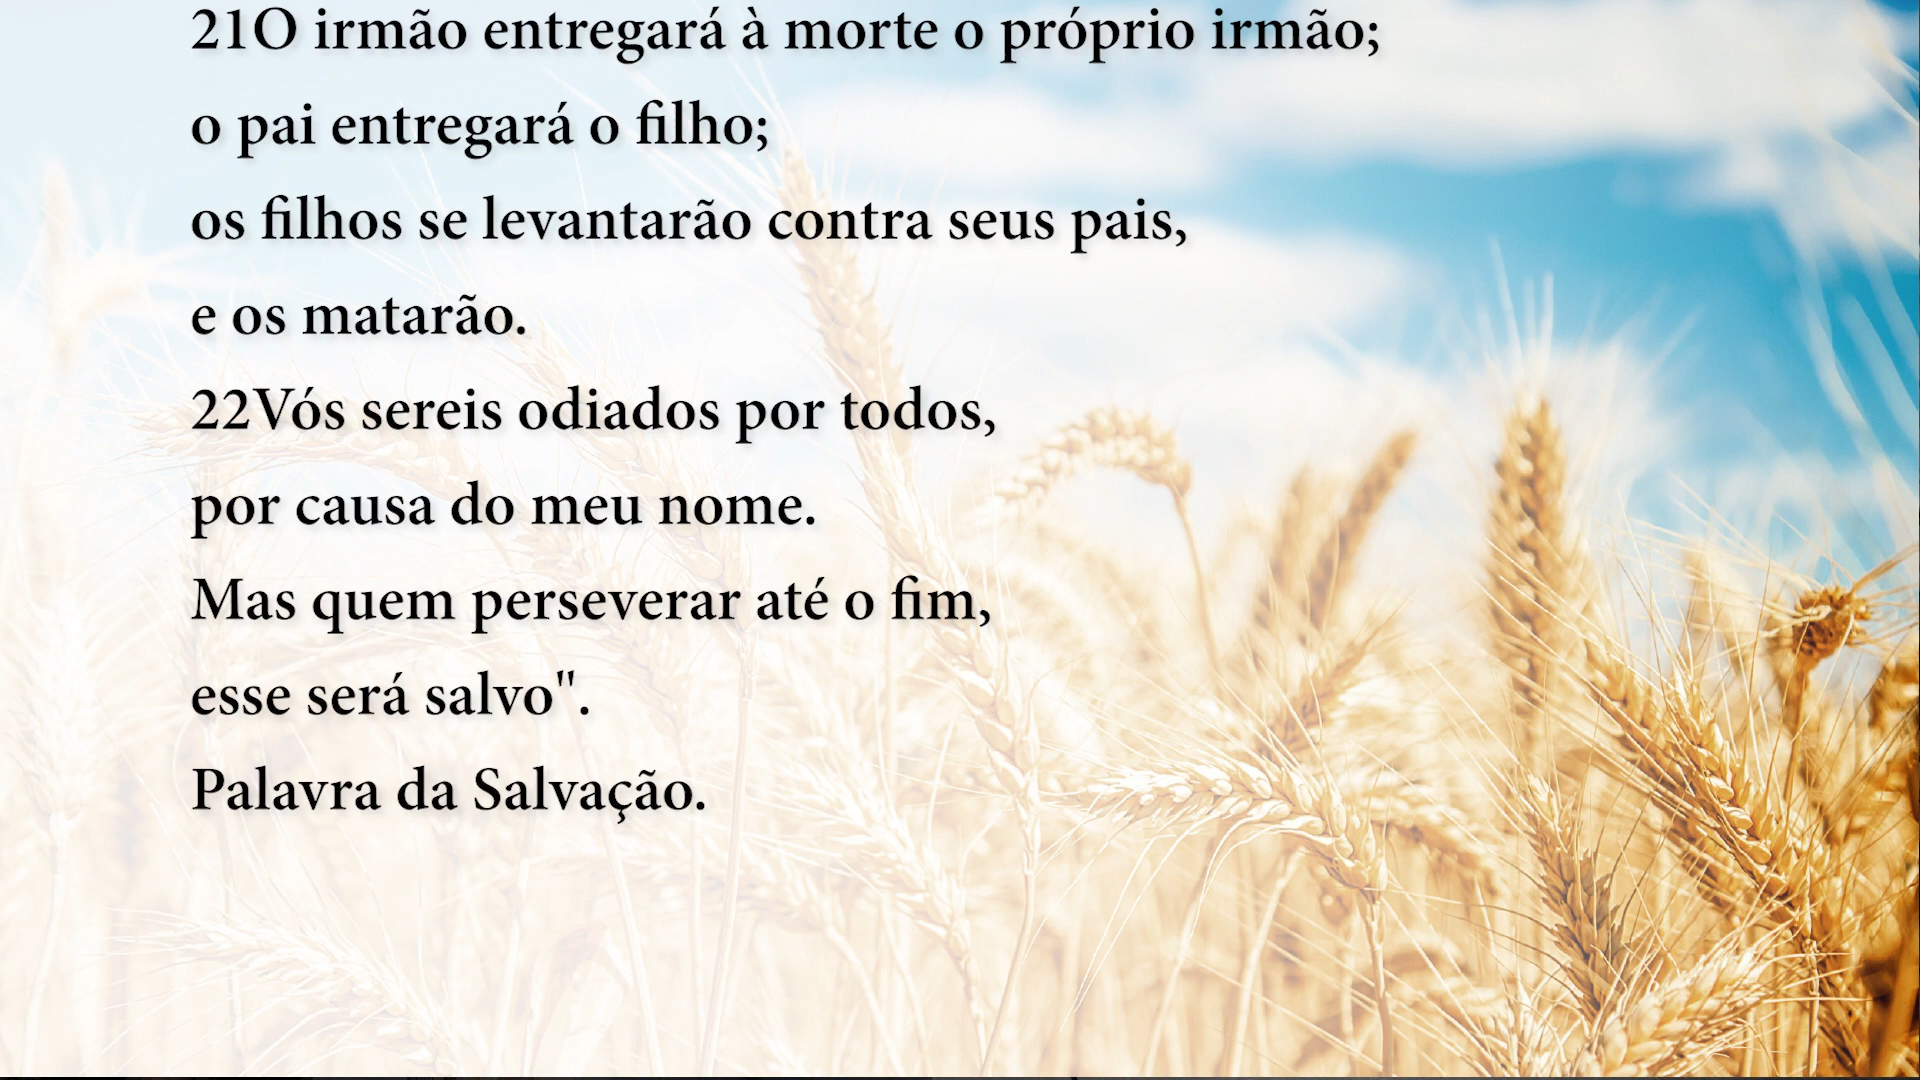 21O irmão entregará à morte o próprio irmão;
o pai entregará o filho;
os filhos se levantarão contra seus pais,
e os matarão.
22Vós sereis odiados por todos,
por causa do meu nome.
Mas quem perseverar até o fim,
esse será salvo".
Palavra da Salvação.